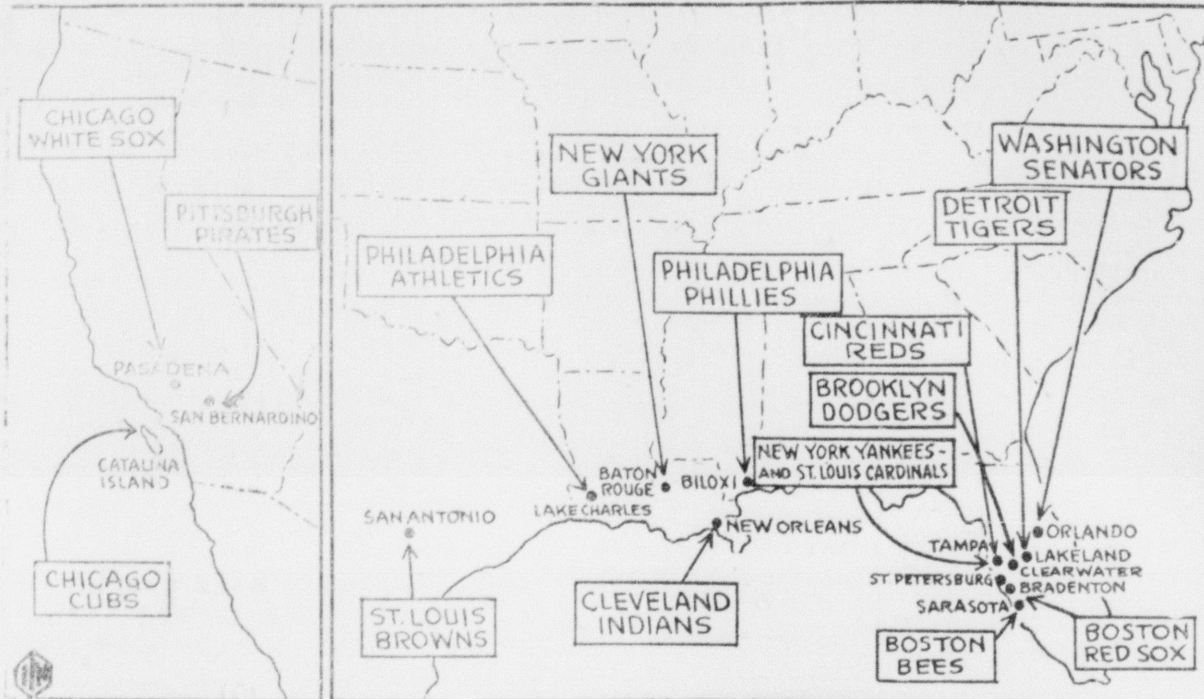 CHICAGO
WHITE SOX
PITTSBURGH
PIRATES
PASADENA
SAN BERNARDINO
CATALINA
ISLAND
CHICAGO
CUBS
NEW YORK
GIANTS
WASHINGTON
SENATORS
DETROIT
TIGERS
PHILADELPHIA
ATHLETICS
PHILADELPHIA
PHILLIES
CINCINNATI
REDS
BROOKLYN
DODGERS
NEW YORK YANKEES-
AND ST. LOUIS CARDINALS
BATON
ROUGE
BILOXI
LAKE CHARLES
SAN ANTONIO
NEW ORLEANS
ORLANDO
TAMPA
LAKELAND
CLEARWATER
ST. PETERSBURG
BRADENTON
SARASOTA
ST. LOUIS
BROWNS
CLEVELAND
INDIANS
BOSTON
BEES
BOSTON
RED SOX